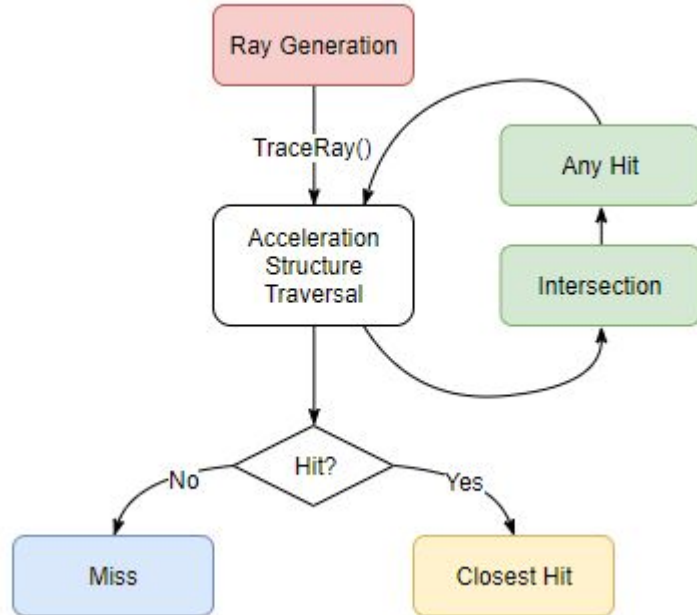 Ray Generation
TraceRay()
Any Hit
Acceleration
Structure
Traversal
Intersection
Hit?
No
Yes
Miss
Closest Hit